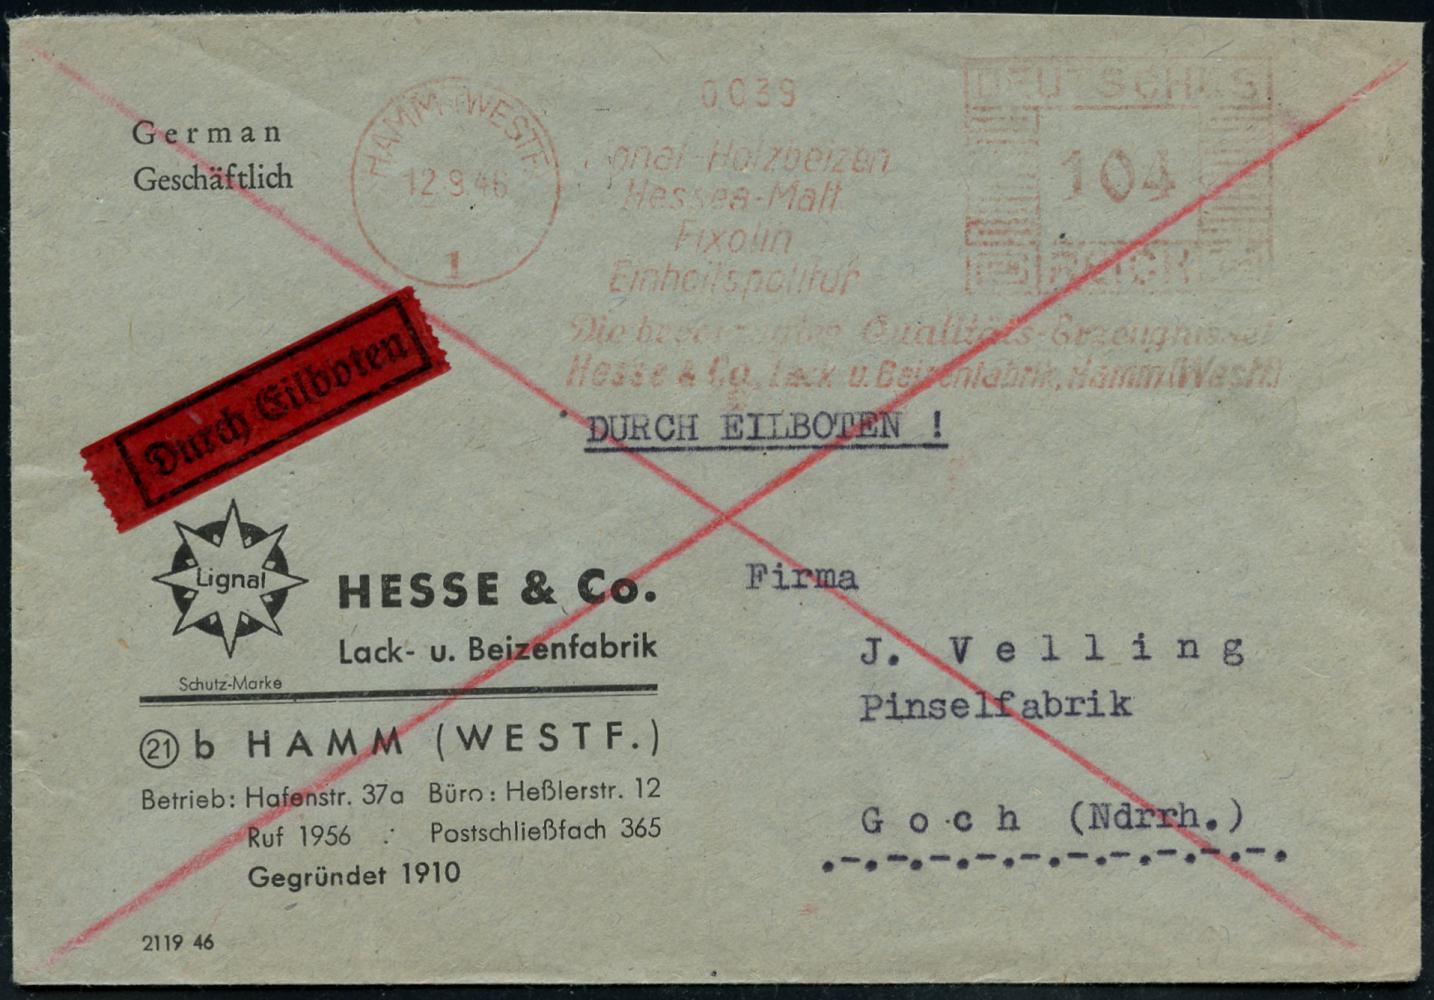 German
Geschäftlich
HAMM (WESTF)
12.9.46
1
0039
Holzbeizen
Hessea-Matt
Fixolin
Einheitspolitur
Die Qualitäts-Erzeugnisse
Hesse & Co., Lack u. Beizenfabrik, Hamm (Westf)
DEUTSCHES
104
REICH
Durch Eilboten
DURCH EILBOTEN !
Lignal
Schutz-Marke
HESSE & Co.
Lack- u. Beizenfabrik
21 b HAMM (WESTF.)
Betrieb: Hafenstr. 37a Büro: Heßlerstr. 12
Ruf 1956 : Postschließfach 365
Gegründet 1910
2119 46
Firma
J. Velling
Pinselfabrik
Goch (Ndrrh.)